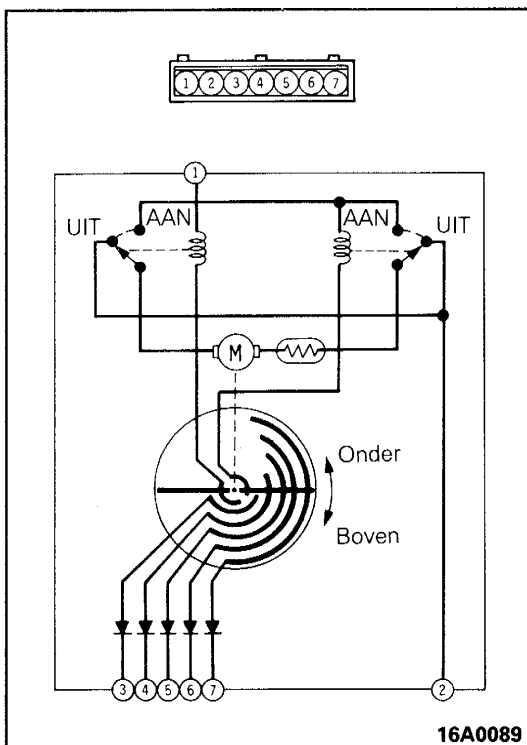 1 2 3 4 5 6 7
1
UIT AAN AAN UIT
M
Onder
Boven
3 4 5 6 7 2
16A0089